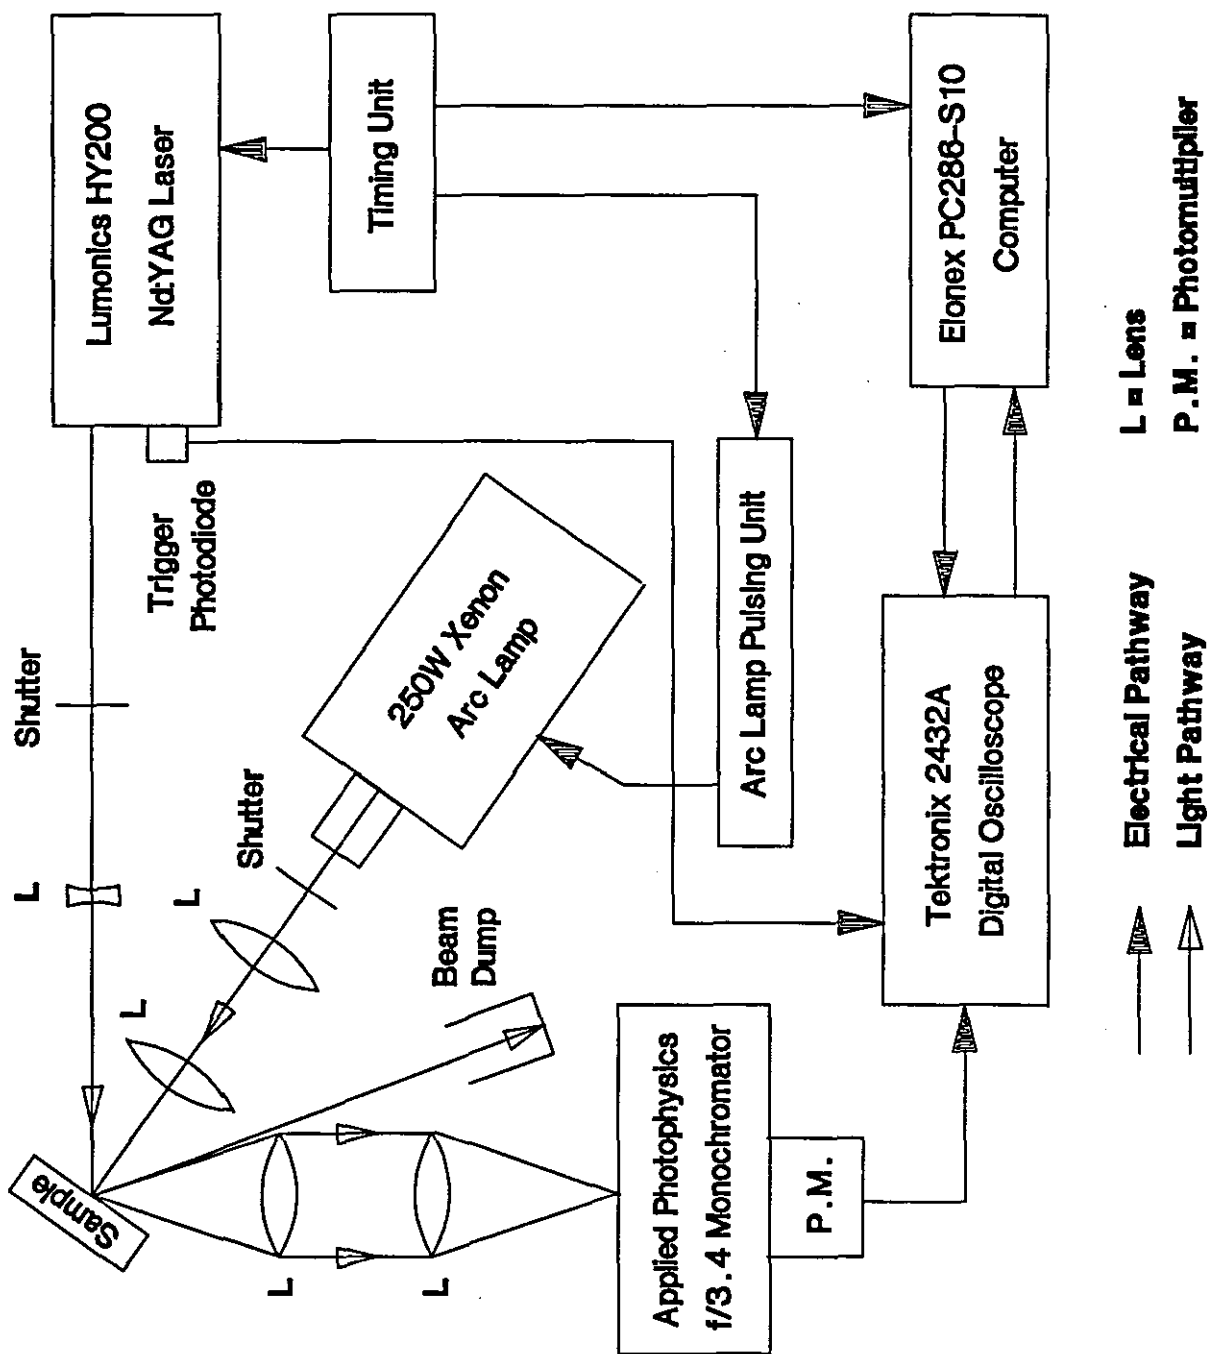 Lumonics HY200
Nd:YAG Laser
Timing Unit
Elonex PC286-S10
Computer
Trigger
Photodiode
Shutter
L
Sample
L
L
Shutter
250W Xenon
Arc Lamp
Arc Lamp Pulsing Unit
Beam
Dump
L
L
Applied Photophysics
f/3.4 Monochromator
P.M.
Tektronix 2432A
Digital Oscilloscope
Electrical Pathway
Light Pathway
L = Lens
P.M. = Photomultiplier